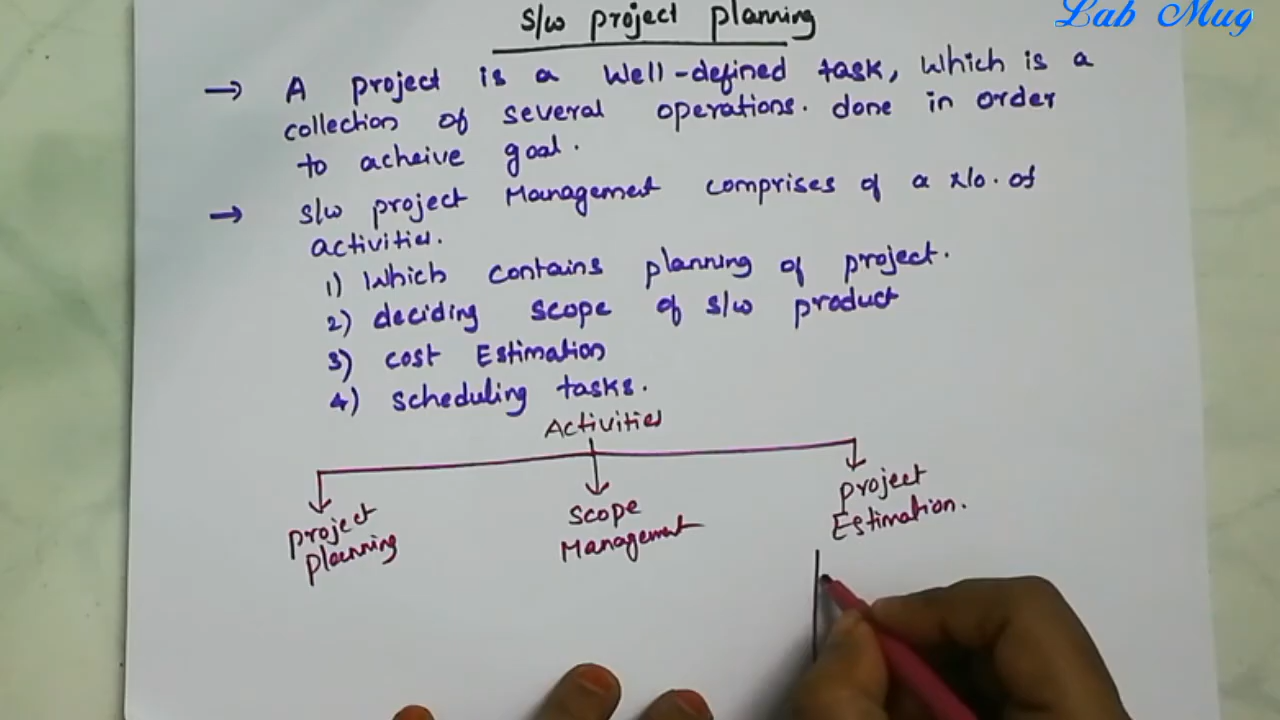 S/w project planning
Lab Mug
→ A project is a Well-defined task, Which is a
collection of several operations. done in order
to acheive goal.
→ S/w project Management comprises of a no. of
activities.
1) Which contains planning of project.
2) deciding scope of s/w product
3) cost Estimation
4) scheduling tasks.
Activities
project
planning
Scope
Management
project
Estimation.